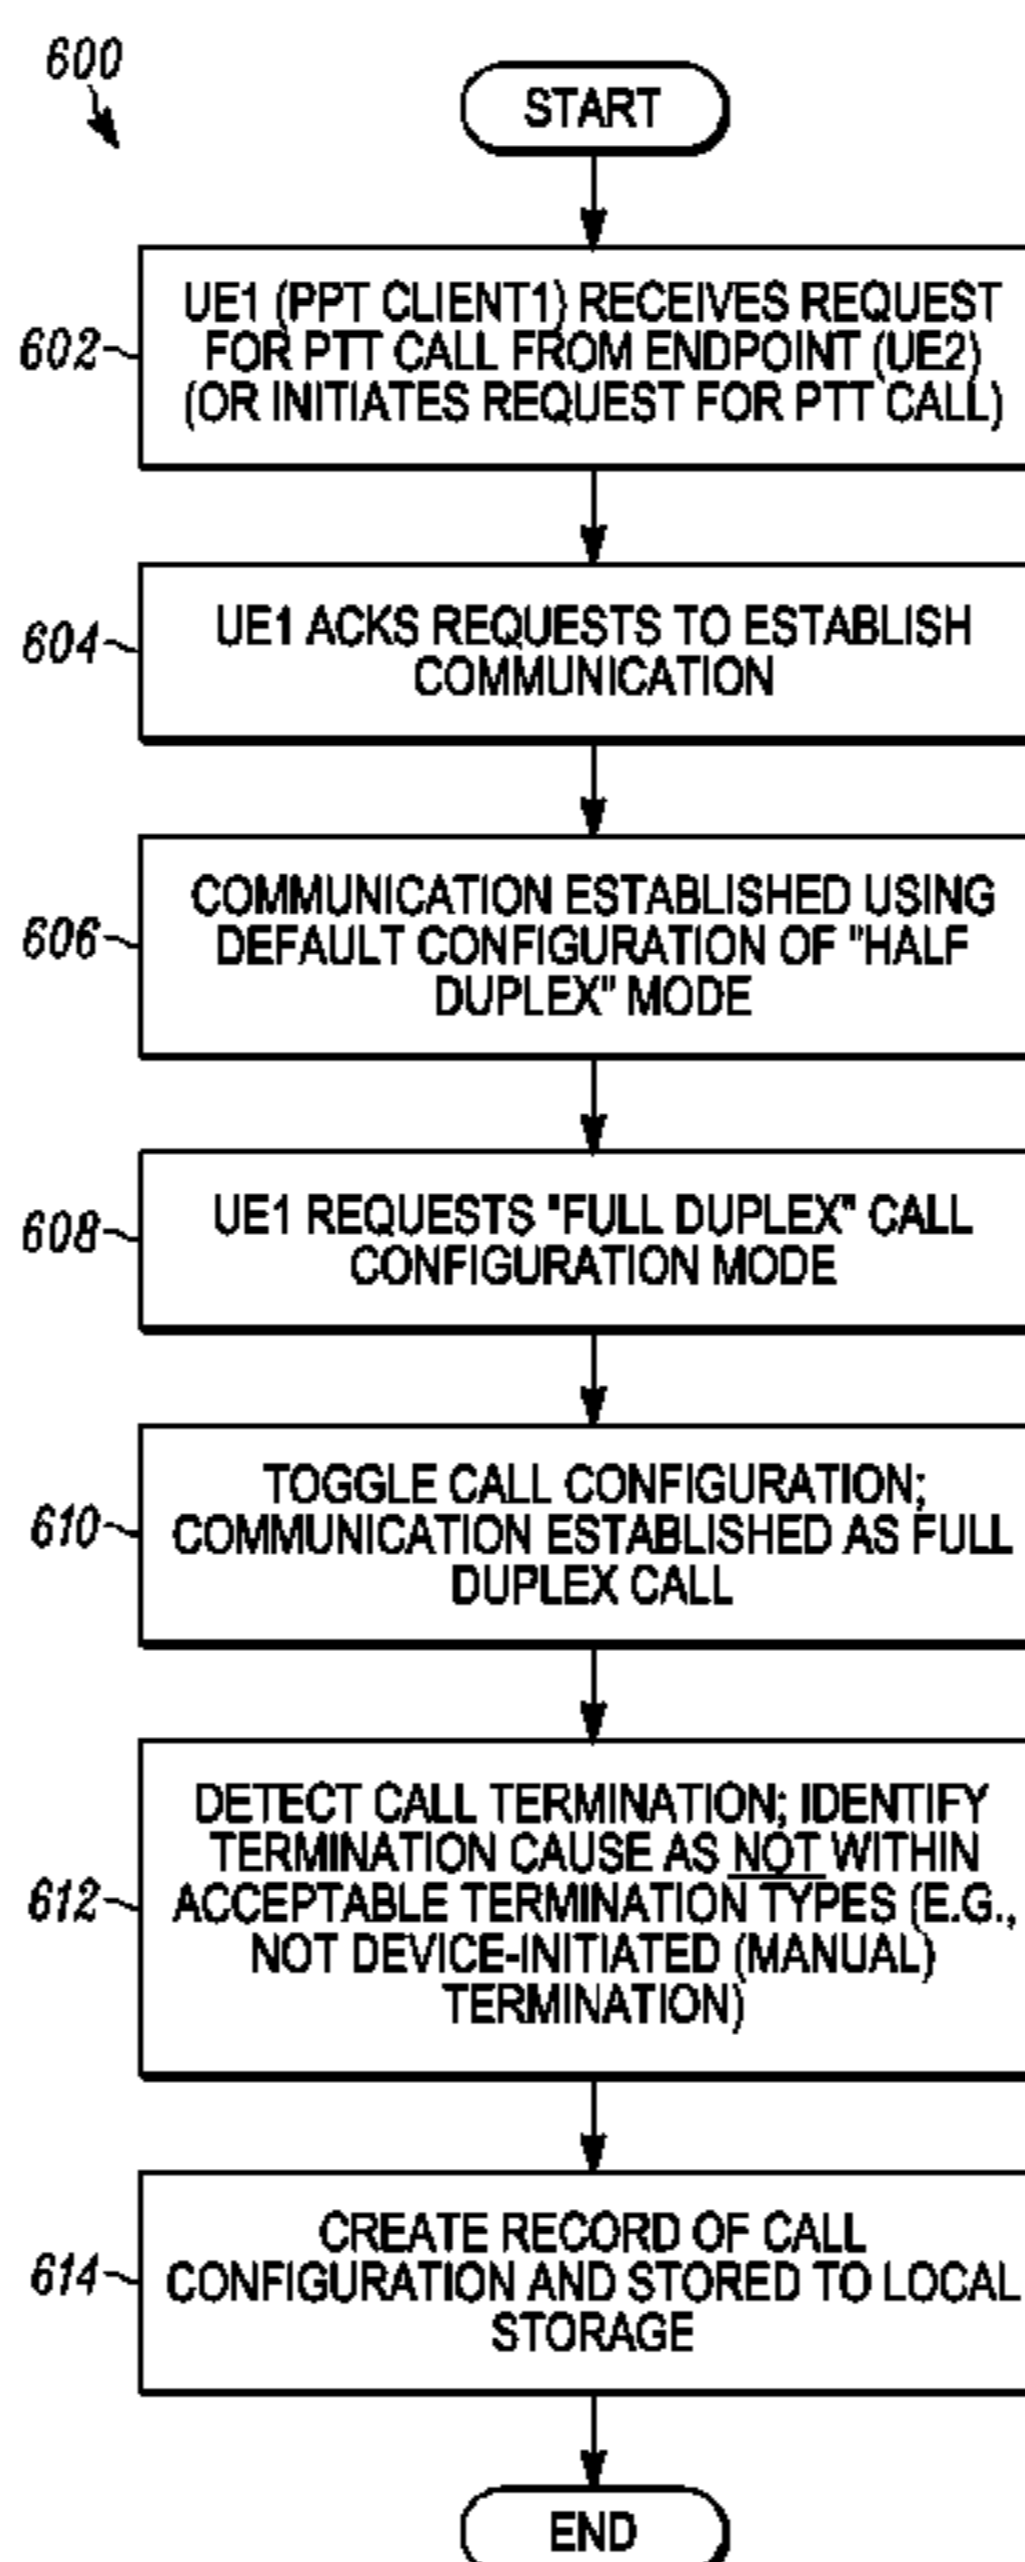 600
START
602
UE1 (PPT CLIENT1) RECEIVES REQUEST
FOR PTT CALL FROM ENDPOINT (UE2)
(OR INITIATES REQUEST FOR PTT CALL)
604
UE1 ACKS REQUESTS TO ESTABLISH
COMMUNICATION
606
COMMUNICATION ESTABLISHED USING
DEFAULT CONFIGURATION OF "HALF
DUPLEX" MODE
608
UE1 REQUESTS "FULL DUPLEX" CALL
CONFIGURATION MODE
610
TOGGLE CALL CONFIGURATION;
COMMUNICATION ESTABLISHED AS FULL
DUPLEX CALL
612
DETECT CALL TERMINATION; IDENTIFY
TERMINATION CAUSE AS NOT WITHIN
ACCEPTABLE TERMINATION TYPES (E.G.,
NOT DEVICE-INITIATED (MANUAL)
TERMINATION)
614
CREATE RECORD OF CALL
CONFIGURATION AND STORED TO LOCAL
STORAGE
END